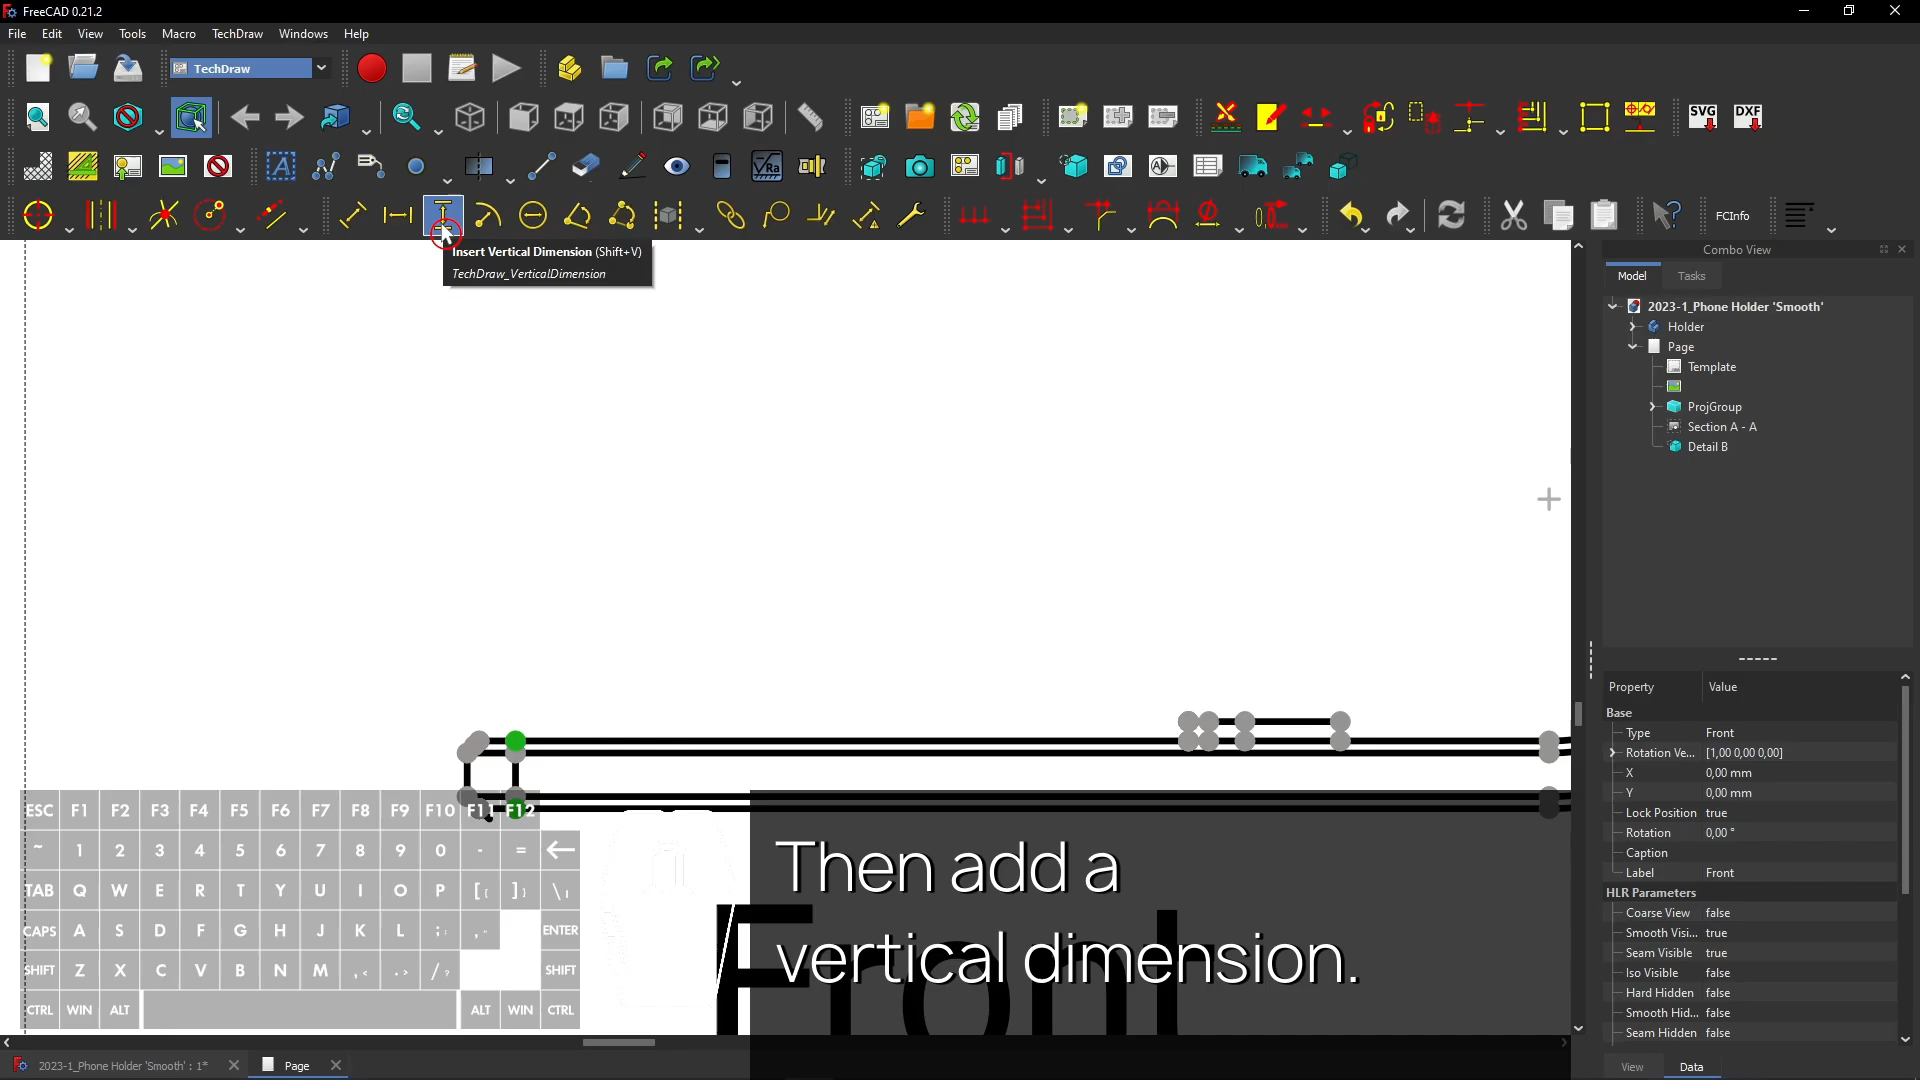 FreeCAD 0.21.2
File Edit View Tools Macro TechDraw Windows Help
TechDraw
SVG DXF
A Ra A
FCInfo
Insert Vertical Dimension (Shift+V)
TechDraw_VerticalDimension
Combo View
Model Tasks
2023-1_Phone Holder 'Smooth'
Holder
Page
Template
ProjGroup
Section A - A
Detail B
Property Value
Base
Type Front
Rotation Ve... [1,00 0,00 0,00]
X 0,00 mm
Y 0,00 mm
Lock Position true
Rotation 0,00 °
Caption
Label Front
HLR Parameters
Coarse View false
Smooth Visi... true
Seam Visible true
Iso Visible false
Hard Hidden false
Smooth Hid... false
Seam Hidden false
View Data
ESC F1 F2 F3 F4 F5 F6 F7 F8 F9 F10 F11 F12
~ 1 2 3 4 5 6 7 8 9 0 - =
TAB Q W E R T Y U I O P [ { ] } \ |
CAPS A S D F G H J K L ; : , " ENTER
SHIFT Z X C V B N M , < . > / ? SHIFT
CTRL WIN ALT ALT WIN CTRL
Then add a
vertical dimension.
Front
2023-1_Phone Holder 'Smooth' : 1* Page